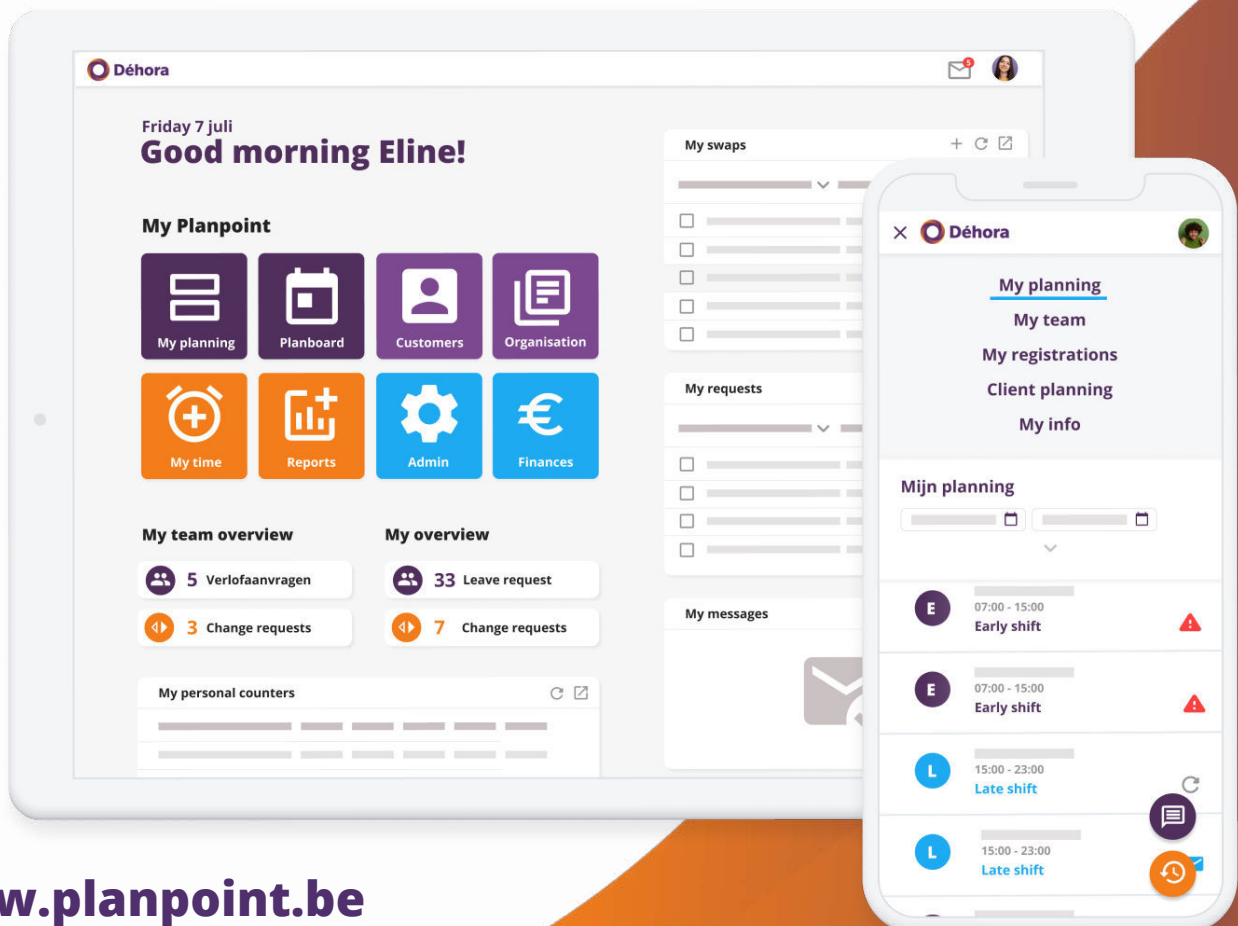 Déhora
5
Friday 7 juli
Good morning Eline!
My Planpoint
My planning
Planboard
Customers
Organisation
My time
Reports
Admin
Finances
My team overview
5 Verlofaanvragen
3 Change requests
My overview
33 Leave request
7 Change requests
My personal counters
My swaps
My requests
My messages
Déhora
My planning
My team
My registrations
Client planning
My info
Mijn planning
E
07:00 - 15:00
Early shift
E
07:00 - 15:00
Early shift
L
15:00 - 23:00
Late shift
L
15:00 - 23:00
Late shift
w.planpoint.be